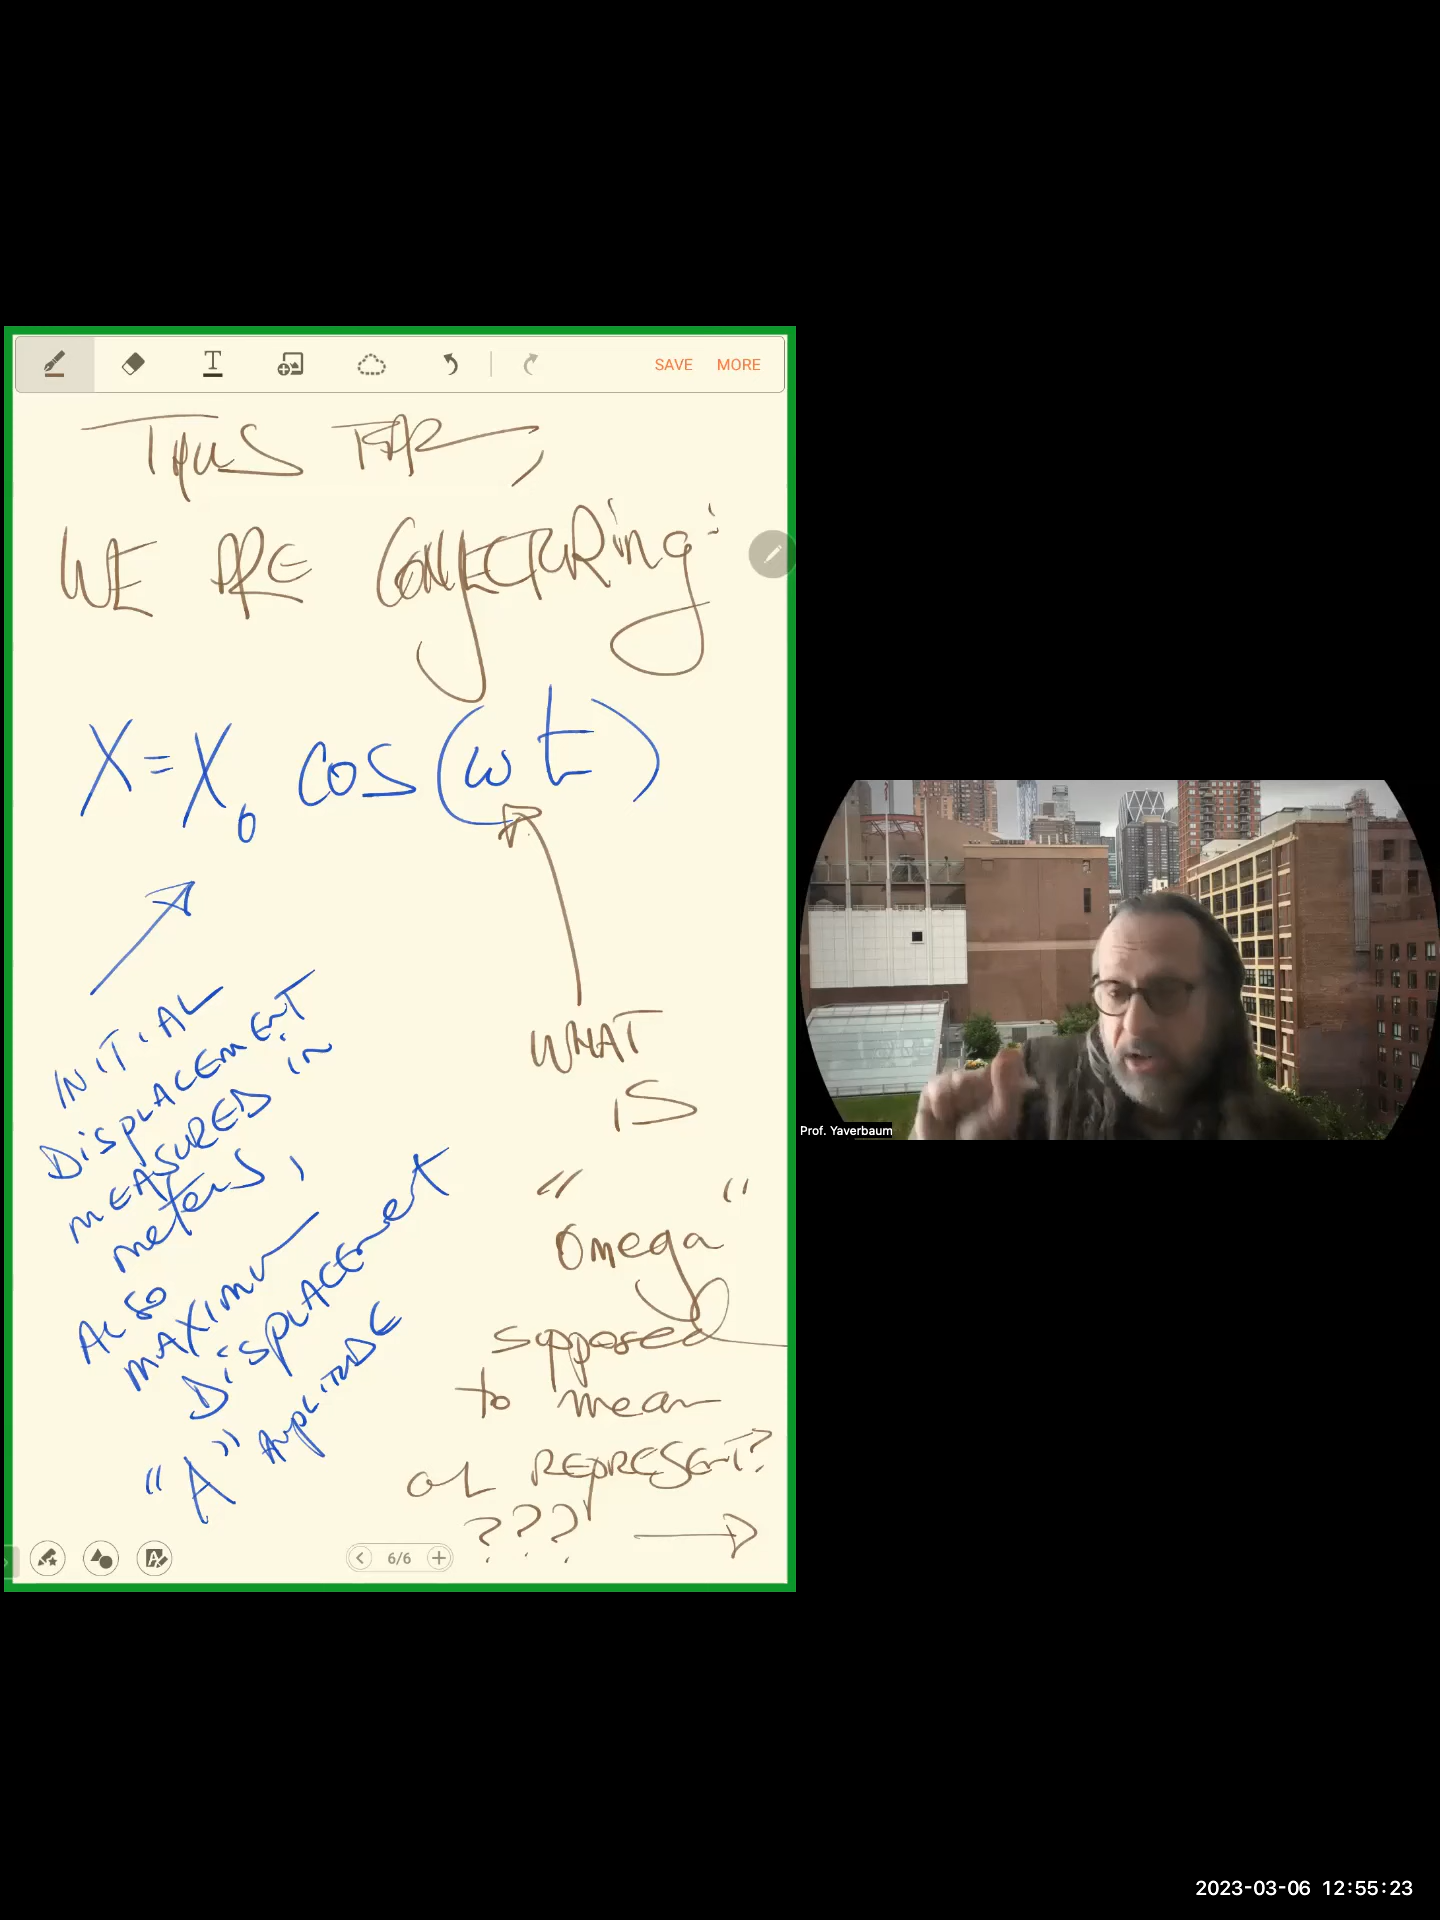 SAVE MORE
THUS FAR,
WE ARE CONJECTURing:
X = X₀ cos(ωt)
INITIAL
DISPLACEMENT
MEASURED in
meters,
ALSO
MAXIMUM
DISPLACEMENT
"A" AMPLITUDE
WHAT
IS
"Omega"
supposed
to mean
or REPRESENT?
???
6/6
Prof. Yaverbaum
2023-03-06 12:55:23